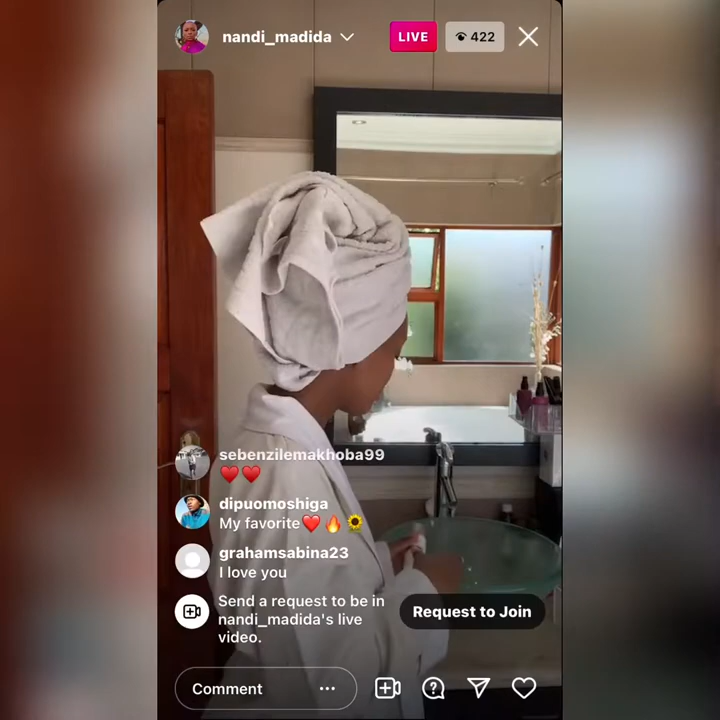 nandi_madida
LIVE
422
sebenzilemakhoba99
❤️❤️
dipuomoshiga
My favorite❤️🔥🌻
grahamsabina23
I love you
Send a request to be in
nandi_madida's live
video.
Request to Join
Comment